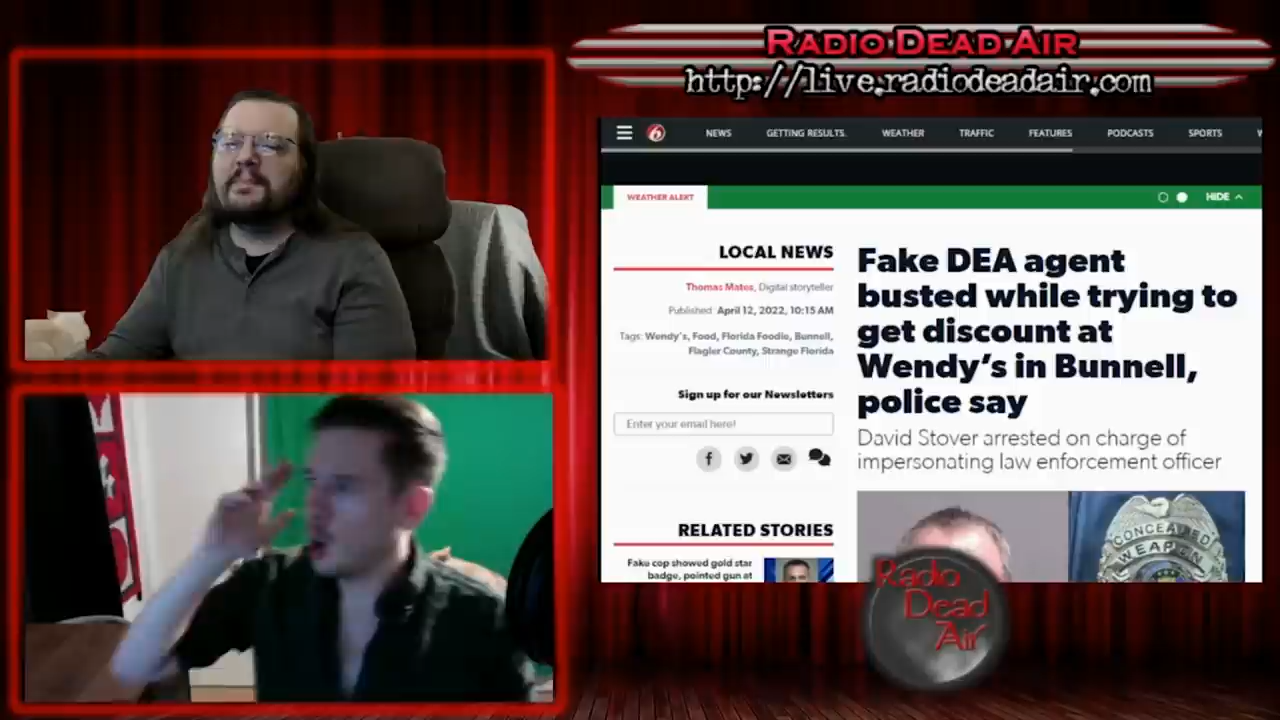 Radio Dead Air
http://live.radiodeadair.com
6
NEWS
GETTING RESULTS
WEATHER
TRAFFIC
FEATURES
PODCASTS
SPORTS
WEATHER ALERT
HIDE
LOCAL NEWS
Thomas Mates, Digital storyteller
Published: April 12, 2022, 10:15 AM
Tags: Wendy's, Food, Florida Foodie, Bunnell,
Flagler County, Strange Florida
Sign up for our Newsletters
Enter your email here!
RELATED STORIES
Fake cop showed gold star
badge, pointed gun at
Fake DEA agent
busted while trying to
get discount at
Wendy's in Bunnell,
police say
David Stover arrested on charge of
impersonating law enforcement officer
CONCEALED
WEAPON
Radio
Dead
Air